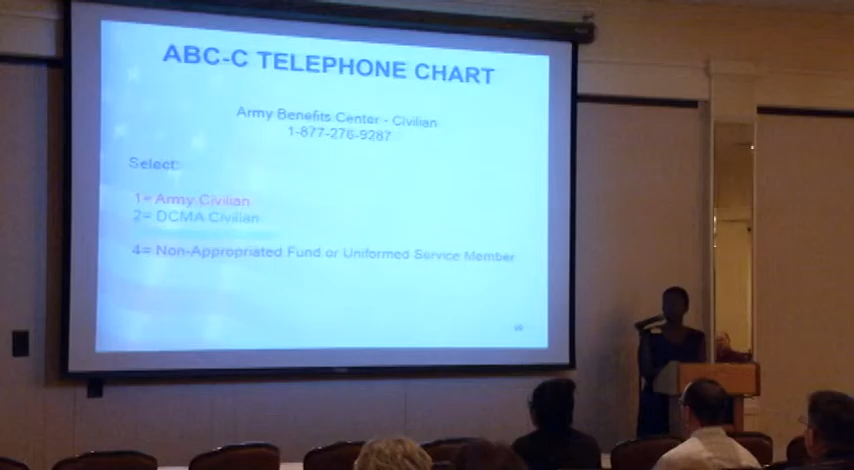 ABC-C TELEPHONE CHART
Army Benefits Center - Civilian
1-877-276-9287
Select:
1= Army Civilian
2= DCMA Civilian
4= Non-Appropriated Fund or Uniformed Service Member